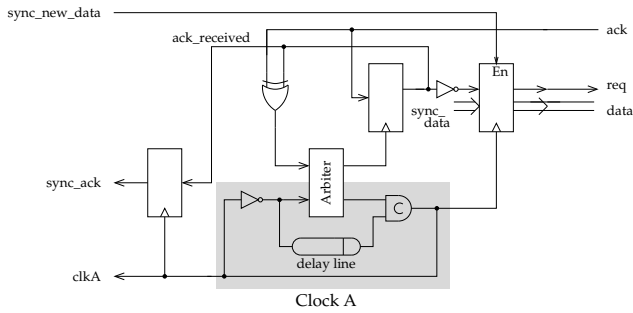 sync_new_data
ack_received
ack
En
req
sync_
data
data
Arbiter
sync_ack
C
delay line
clkA
Clock A